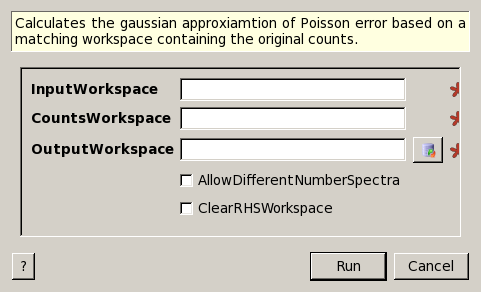 Calculates the gaussian approxiamtion of Poisson error based on a
matching workspace containing the original counts.
InputWorkspace
CountsWorkspace
OutputWorkspace
AllowDifferentNumberSpectra
ClearRHSWorkspace
? Run Cancel